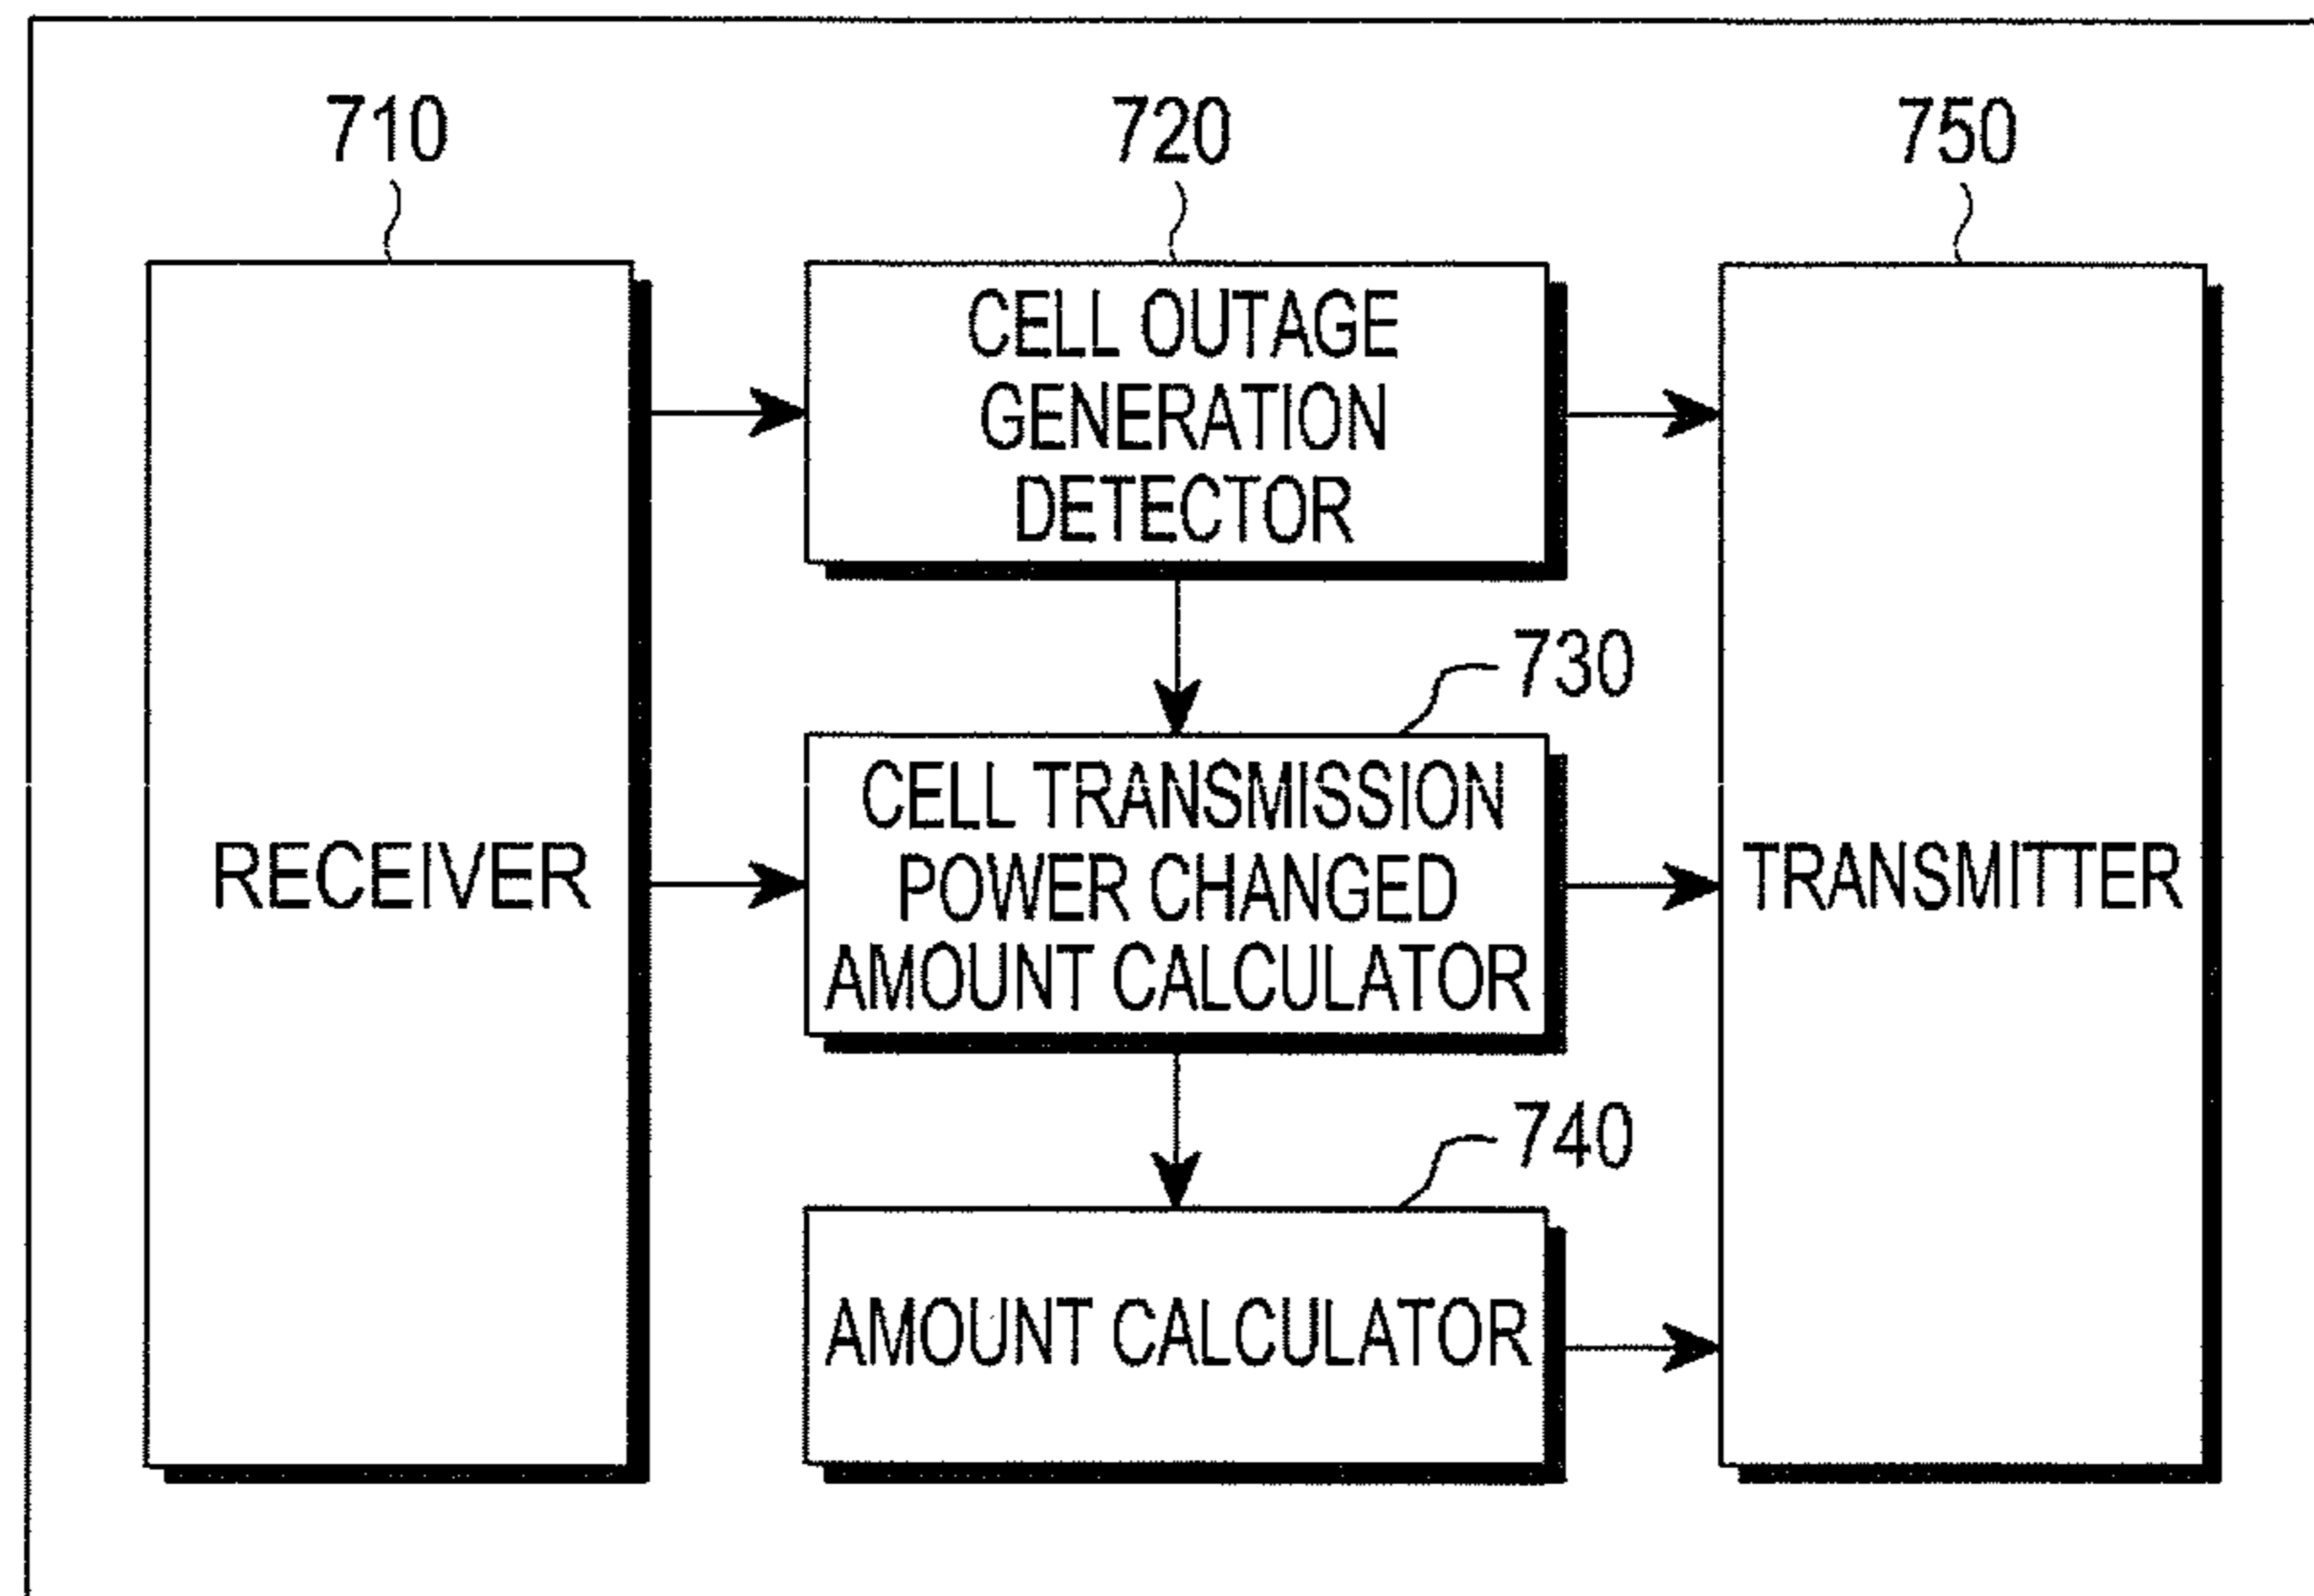 710
720
750
CELL OUTAGE
GENERATION
DETECTOR
730
RECEIVER
CELL TRANSMISSION
POWER CHANGED
AMOUNT CALCULATOR
TRANSMITTER
740
AMOUNT CALCULATOR